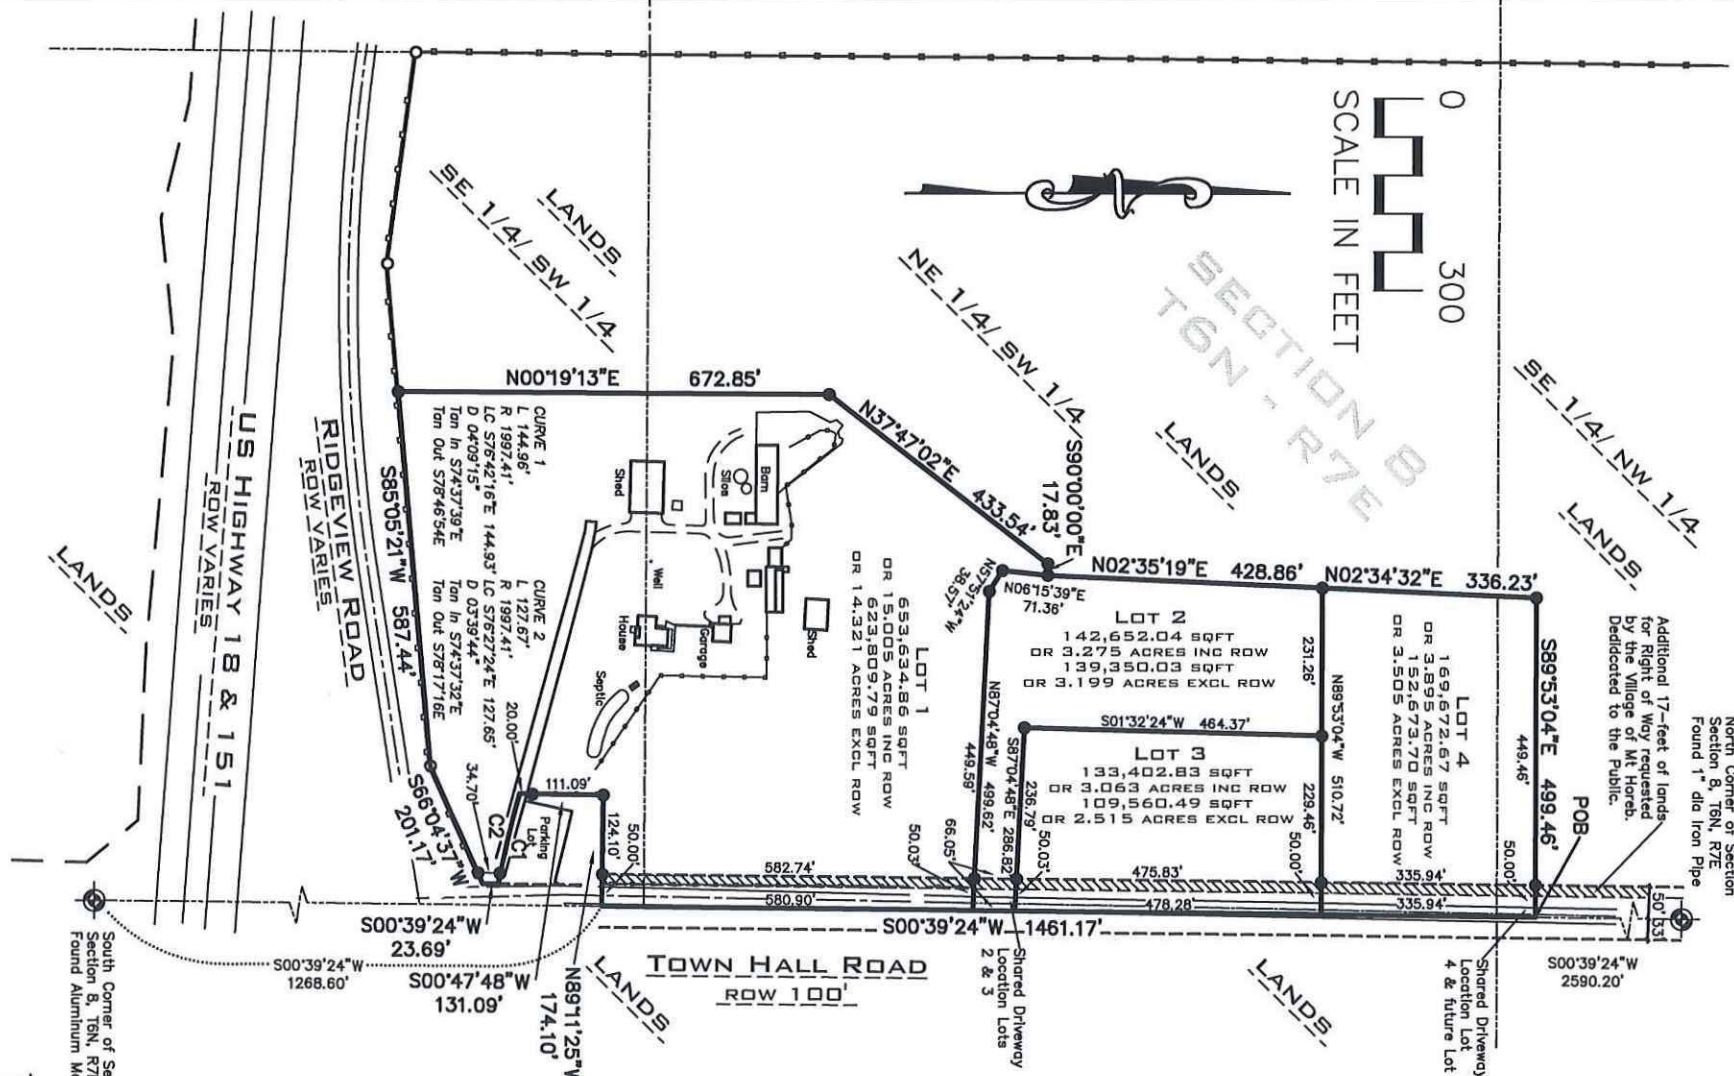 0 300
SCALE IN FEET
SECTION 8
T6N - R7E
LANDS
SE 1/4/ SW 1/4
NE 1/4/ SW 1/4
LANDS
SE 1/4/ NW 1/4
LANDS
N00°19'13"E 672.85'
N37°47'02"E 433.54'
S90°00'00"E
17.83'
N02°35'19"E 428.86'
N02°34'32"E 336.23'
S89°53'04"E 499.46'
449.46'
50.00'
POB
Additional 17-feet of lands
for Right of Way requested
by the Village of Mt Horeb.
Dedidcated to the Public.
North Corner of Section
Section 8, T6N, R7E
Found 1" dia Iron Pipe
N57°51'24"W
38.57'
N06°15'39"E
71.36'
LOT 2
142,652.04 SQFT
OR 3.275 ACRES INC ROW
139,350.03 SQFT
OR 3.199 ACRES EXCL ROW
231.26'
N89°53'04"W 510.72'
229.46'
50.00'
LOT 4
169,672.67 SQFT
OR 3.895 ACRES INC ROW
152,673.70 SQFT
OR 3.505 ACRES EXCL ROW
S01°32'24"W 464.37'
LOT 3
133,402.83 SQFT
OR 3.063 ACRES INC ROW
109,560.49 SQFT
OR 2.515 ACRES EXCL ROW
S87°04'48"E 286.82'
236.79'
50.03'
N87°04'48"W 499.62'
449.59'
50.03'
66.05'
LOT 1
653,634.86 SQFT
OR 15.005 ACRES INC ROW
623,809.79 SQFT
OR 14.321 ACRES EXCL ROW
CURVE 1
L 144.96'
R 1997.41'
LC S76°42'16"E 144.93'
D 04°09'15"
Tan In S74°37'39"E
Tan Out S78°46'54E
CURVE 2
L 127.67'
R 1997.41'
LC S76°27'24"E 127.65'
D 03°39'44"
Tan In S74°37'32"E
Tan Out S78°17'16E
Shed
Silos
Barn
Well
House
Garage
Shed
Septic
20.00'
34.70'
111.09'
Parking
Lot
C1
C2
124.10'
50.00'
582.74'
475.83'
335.94'
580.90'
478.28'
335.94'
S00°39'24"W 1461.17'
S85°05'21"W 587.44'
S66°04'37"W
201.17'
RIDGEVIEW ROAD
ROW VARIES
US HIGHWAY 18 & 151
ROW VARIES
LANDS
S00°39'24"W
23.69'
S00°47'48"W
131.09'
N89°11'25"W
174.10'
S00°39'24"W
1268.60'
TOWN HALL ROAD
ROW 100'
LANDS
Shared Driveway
Location Lots
2 & 3
LANDS
Shared Driveway
Location Lot
4 & future Lot
50' 33'
S00°39'24"W
2590.20'
South Corner of
Section 8, T6N,
Found Aluminum